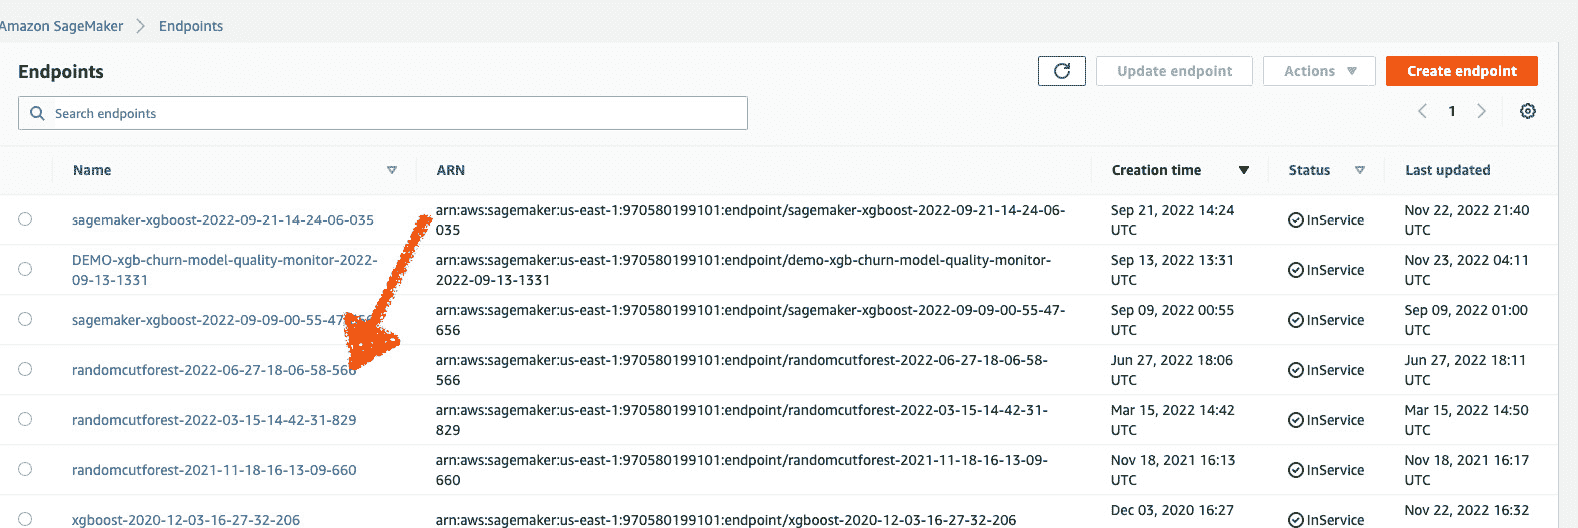 Amazon SageMaker > Endpoints
Endpoints
Update endpoint
Actions
Create endpoint
Search endpoints
1
Name
ARN
Creation time
Status
Last updated
sagemaker-xgboost-2022-09-21-14-24-06-035
arn:aws:sagemaker:us-east-1:970580199101:endpoint/sagemaker-xgboost-2022-09-21-14-24-06-
035
Sep 21, 2022 14:24
UTC
InService
Nov 22, 2022 21:40
UTC
DEMO-xgb-churn-model-quality-monitor-2022-
09-13-1331
arn:aws:sagemaker:us-east-1:970580199101:endpoint/demo-xgb-churn-model-quality-monitor-
2022-09-13-1331
Sep 13, 2022 13:31
UTC
InService
Nov 23, 2022 04:11
UTC
sagemaker-xgboost-2022-09-09-00-55-47-656
arn:aws:sagemaker:us-east-1:970580199101:endpoint/sagemaker-xgboost-2022-09-09-00-55-47-
656
Sep 09, 2022 00:55
UTC
InService
Sep 09, 2022 01:00
UTC
randomcutforest-2022-06-27-18-06-58-566
arn:aws:sagemaker:us-east-1:970580199101:endpoint/randomcutforest-2022-06-27-18-06-58-
566
Jun 27, 2022 18:06
UTC
InService
Jun 27, 2022 18:11
UTC
randomcutforest-2022-03-15-14-42-31-829
arn:aws:sagemaker:us-east-1:970580199101:endpoint/randomcutforest-2022-03-15-14-42-31-
829
Mar 15, 2022 14:42
UTC
InService
Mar 15, 2022 14:50
UTC
randomcutforest-2021-11-18-16-13-09-660
arn:aws:sagemaker:us-east-1:970580199101:endpoint/randomcutforest-2021-11-18-16-13-09-
660
Nov 18, 2021 16:13
UTC
InService
Nov 18, 2021 16:17
UTC
xgboost-2020-12-03-16-27-32-206
arn:aws:sagemaker:us-east-1:970580199101:endpoint/xgboost-2020-12-03-16-27-32-206
Dec 03, 2020 16:27
InService
Nov 22, 2022 16:32